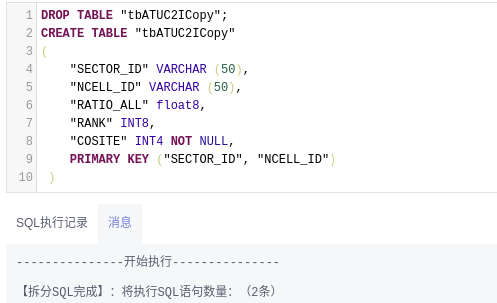 1 DROP TABLE "tbATUC2ICopy";
2 CREATE TABLE "tbATUC2ICopy"
3 (
4 "SECTOR_ID" VARCHAR (50),
5 "NCELL_ID" VARCHAR (50),
6 "RATIO_ALL" float8,
7 "RANK" INT8,
8 "COSITE" INT4 NOT NULL,
9 PRIMARY KEY ("SECTOR_ID", "NCELL_ID")
10 )
SQL执行记录 消息
---------------开始执行---------------
【拆分SQL完成】：将执行SQL语句数量：（2条）